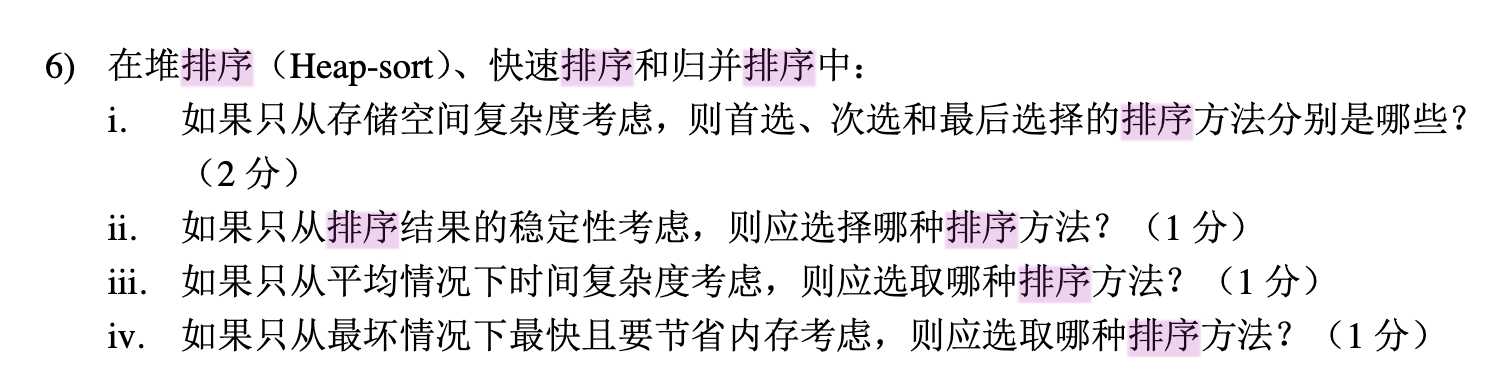 6) 在堆排序（Heap-sort）、快速排序和归并排序中：
i. 如果只从存储空间复杂度考虑，则首选、次选和最后选择的排序方法分别是哪些？
（2 分）
ii. 如果只从排序结果的稳定性考虑，则应选择哪种排序方法？（1 分）
iii. 如果只从平均情况下时间复杂度考虑，则应选取哪种排序方法？（1 分）
iv. 如果只从最坏情况下最快且要节省内存考虑，则应选取哪种排序方法？（1 分）